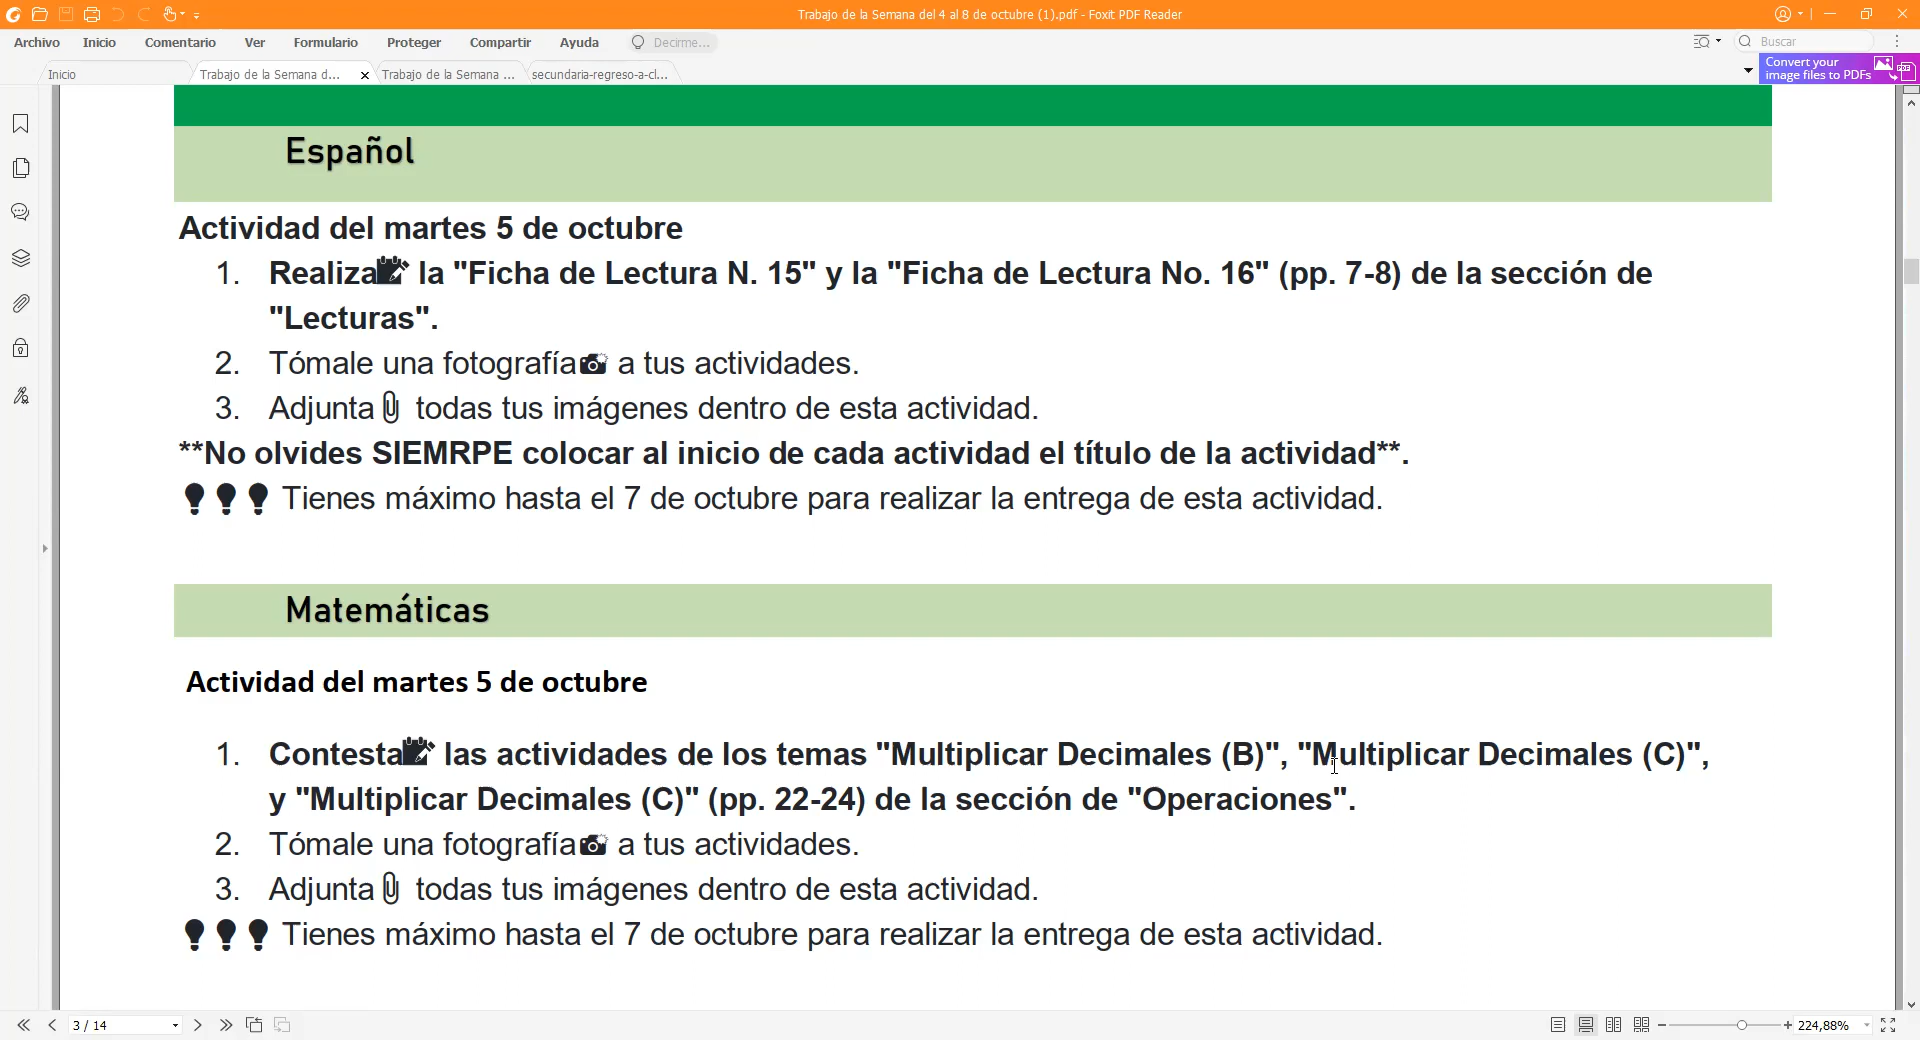 Trabajo de la Semana del 4 al 8 de octubre (1).pdf - Foxit PDF Reader
Archivo Inicio Comentario Ver Formulario Proteger Compartir Ayuda Decirme... Buscar
Inicio Trabajo de la Semana d... Trabajo de la Semana ... secundaria-regreso-a-cl...
Convert your
image files to PDFs
Español
Actividad del martes 5 de octubre
1. Realiza la "Ficha de Lectura N. 15" y la "Ficha de Lectura No. 16" (pp. 7-8) de la sección de
"Lecturas".
2. Tómale una fotografía a tus actividades.
3. Adjunta todas tus imágenes dentro de esta actividad.
**No olvides SIEMRPE colocar al inicio de cada actividad el título de la actividad**.
Tienes máximo hasta el 7 de octubre para realizar la entrega de esta actividad.
Matemáticas
Actividad del martes 5 de octubre
1. Contesta las actividades de los temas "Multiplicar Decimales (B)", "Multiplicar Decimales (C)",
y "Multiplicar Decimales (C)" (pp. 22-24) de la sección de "Operaciones".
2. Tómale una fotografía a tus actividades.
3. Adjunta todas tus imágenes dentro de esta actividad.
Tienes máximo hasta el 7 de octubre para realizar la entrega de esta actividad.
3 / 14 224,88%